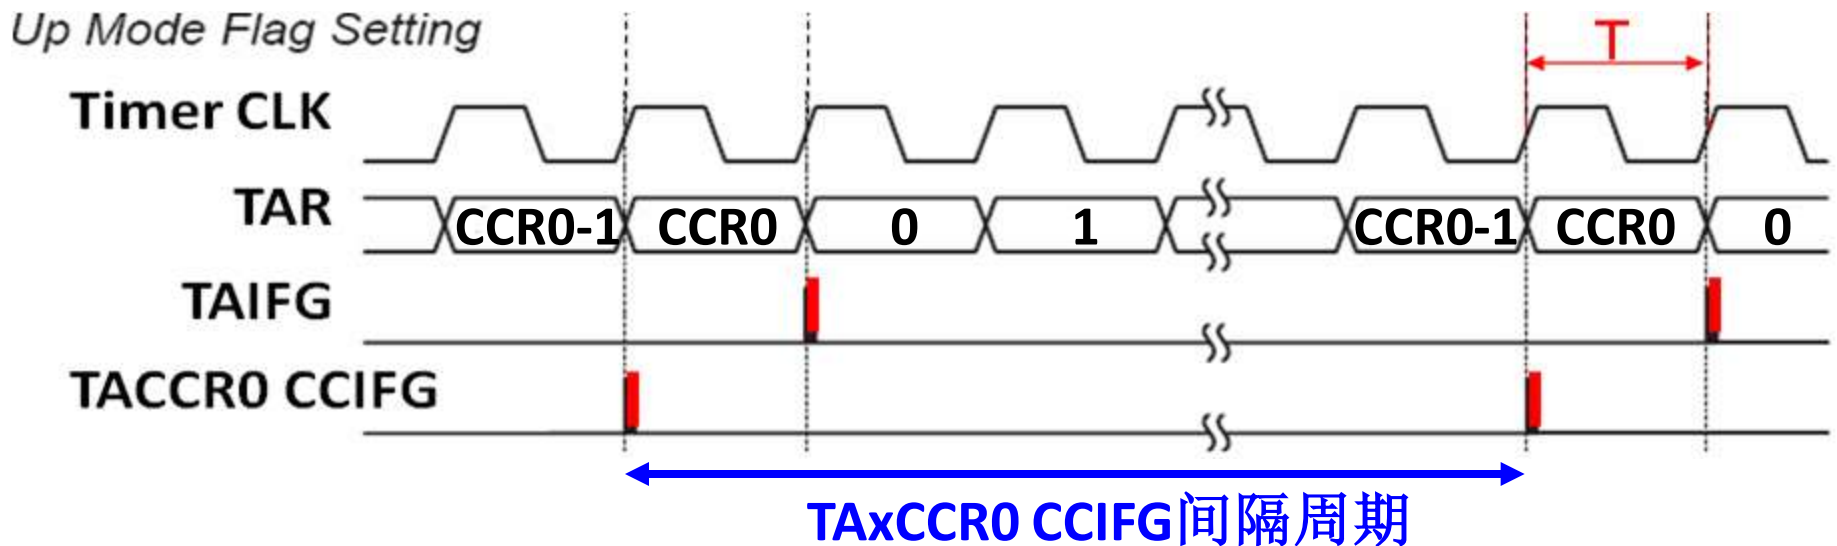 Up Mode Flag Setting
T
Timer CLK
TAR CCR0-1 CCR0 0 1 CCR0-1 CCR0 0
TAIFG
TACCR0 CCIFG
TAxCCR0 CCIFG间隔周期